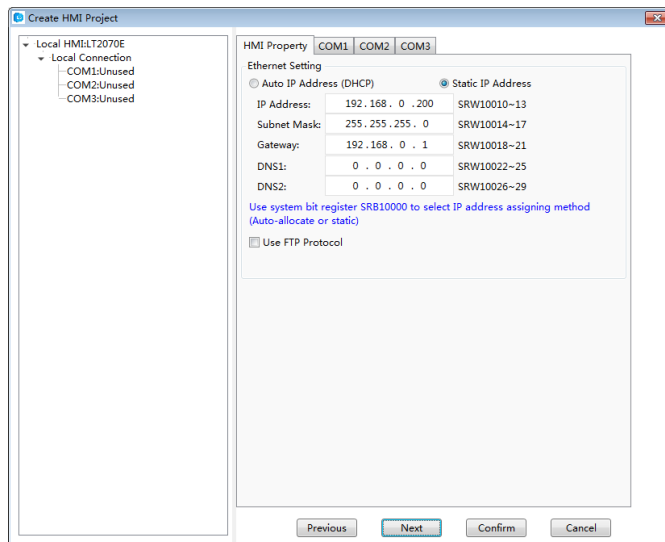 Create HMI Project
Local HMI:LT2070E
Local Connection
COM1:Unused
COM2:Unused
COM3:Unused
HMI Property COM1 COM2 COM3
Ethernet Setting
Auto IP Address (DHCP) Static IP Address
IP Address: 192.168. 0 .200 SRW10010~13
Subnet Mask: 255.255.255. 0 SRW10014~17
Gateway: 192.168. 0 . 1 SRW10018~21
DNS1: 0 . 0 . 0 . 0 SRW10022~25
DNS2: 0 . 0 . 0 . 0 SRW10026~29
Use system bit register SRB10000 to select IP address assigning method
(Auto-allocate or static)
Use FTP Protocol
Previous Next Confirm Cancel